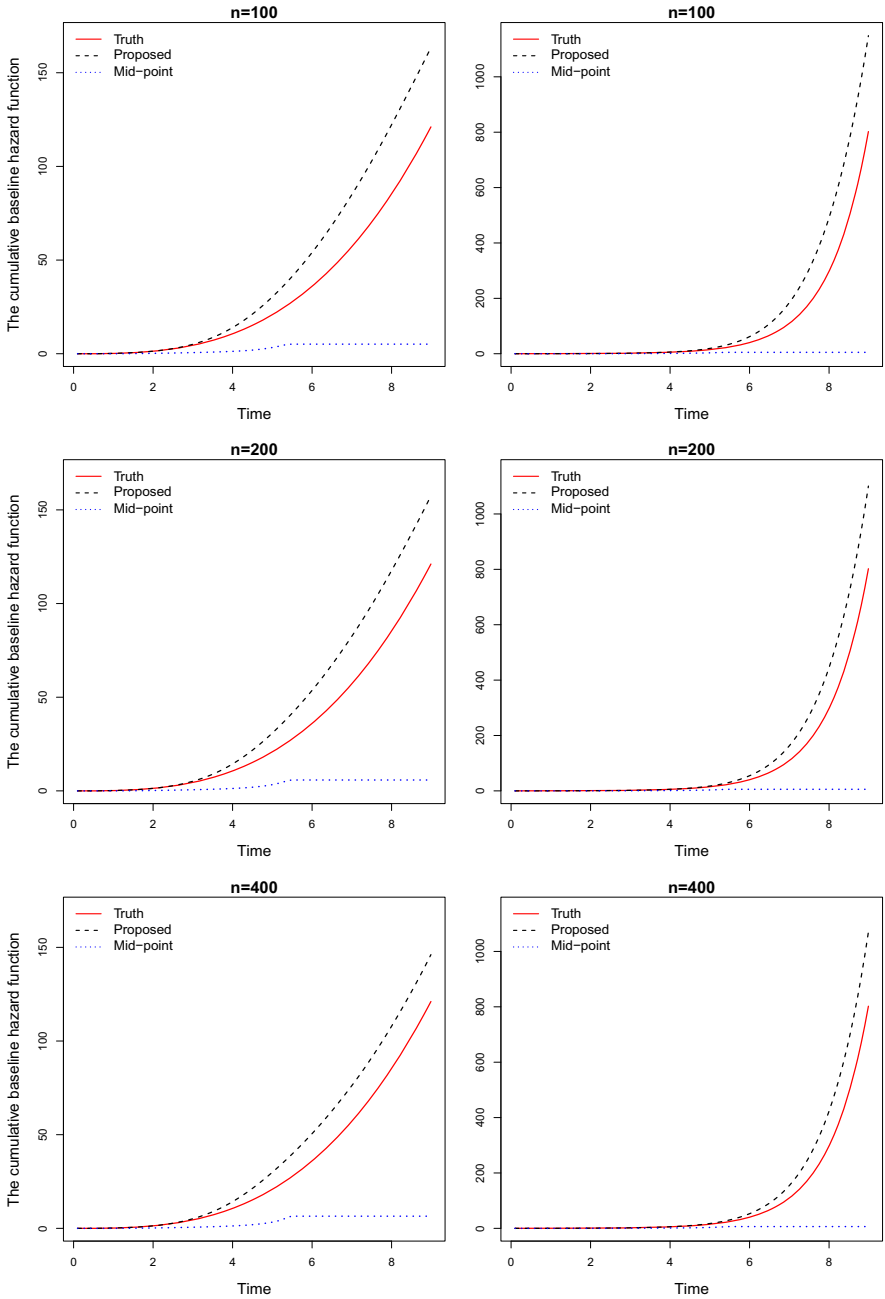 n=100
Truth
Proposed
Mid−point
The cumulative baseline hazard function
150
100
50
0
0 2 4 6 8
Time
n=100
Truth
Proposed
Mid−point
1000
800
600
400
200
0
0 2 4 6 8
Time
n=200
Truth
Proposed
Mid−point
The cumulative baseline hazard function
150
100
50
0
0 2 4 6 8
Time
n=200
Truth
Proposed
Mid−point
1000
800
600
400
200
0
0 2 4 6 8
Time
n=400
Truth
Proposed
Mid−point
The cumulative baseline hazard function
150
100
50
0
0 2 4 6 8
Time
n=400
Truth
Proposed
Mid−point
1000
800
600
400
200
0
0 2 4 6 8
Time